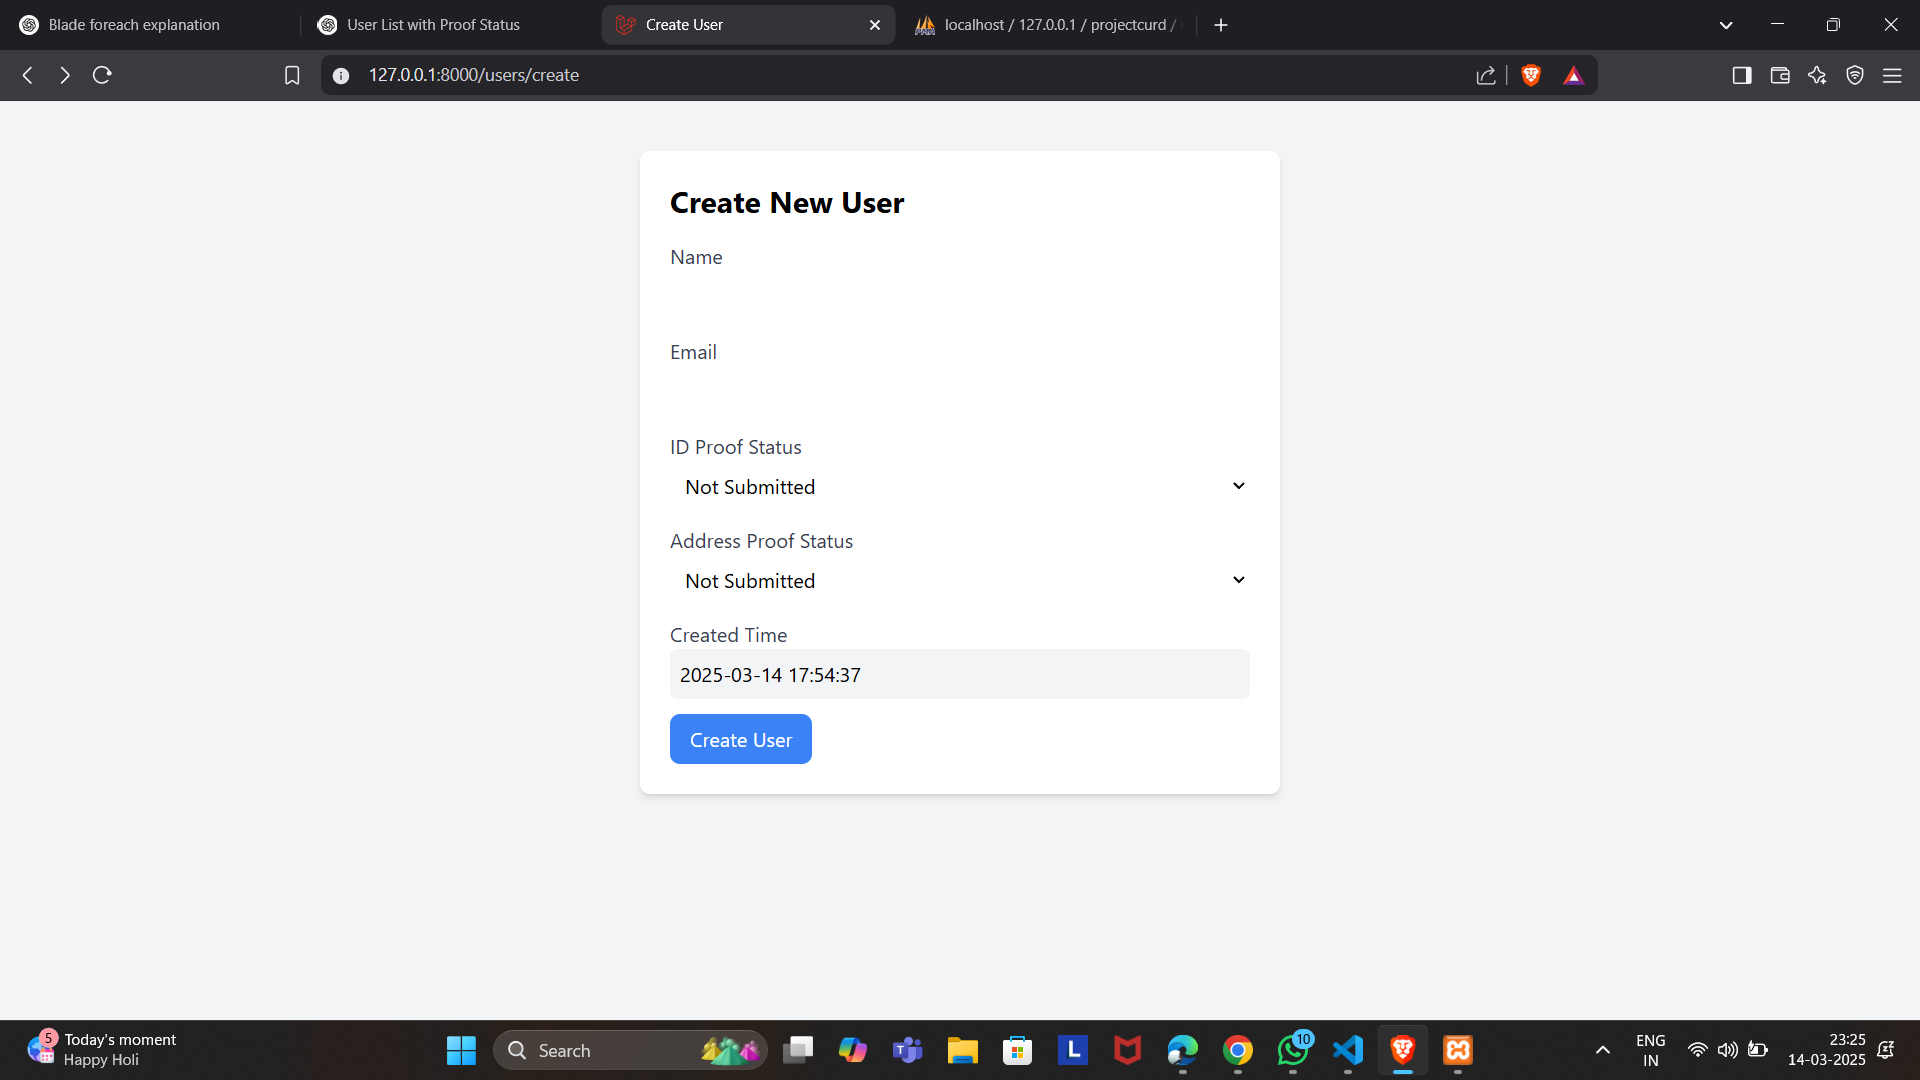 Blade foreach explanation
User List with Proof Status
Create User
localhost / 127.0.0.1 / projectcurd /
127.0.0.1:8000/users/create
Create New User
Name
Email
ID Proof Status
Not Submitted
Address Proof Status
Not Submitted
Created Time
2025-03-14 17:54:37
Create User
5
Today's moment
Happy Holi
Search
T
L
10
ENG
IN
23:25
14-03-2025